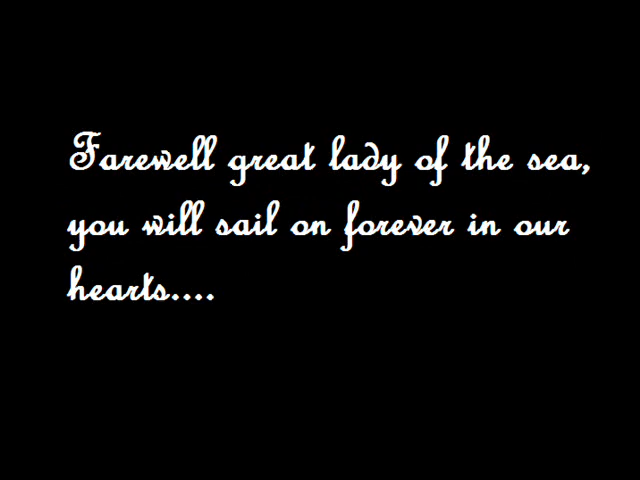 Farewell great lady of the sea,
you will sail on forever in our
hearts....